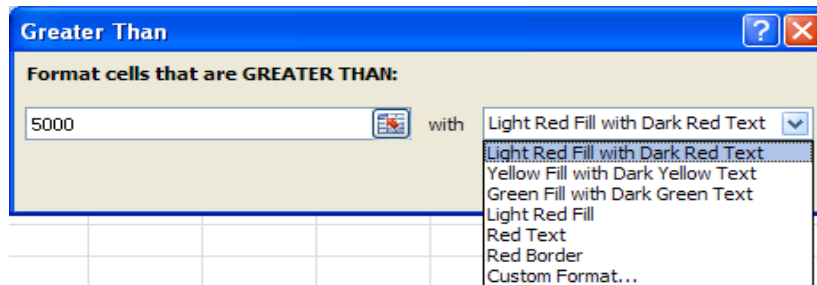 Greater Than
Format cells that are GREATER THAN:
5000 with Light Red Fill with Dark Red Text
Light Red Fill with Dark Red Text
Yellow Fill with Dark Yellow Text
Green Fill with Dark Green Text
Light Red Fill
Red Text
Red Border
Custom Format...